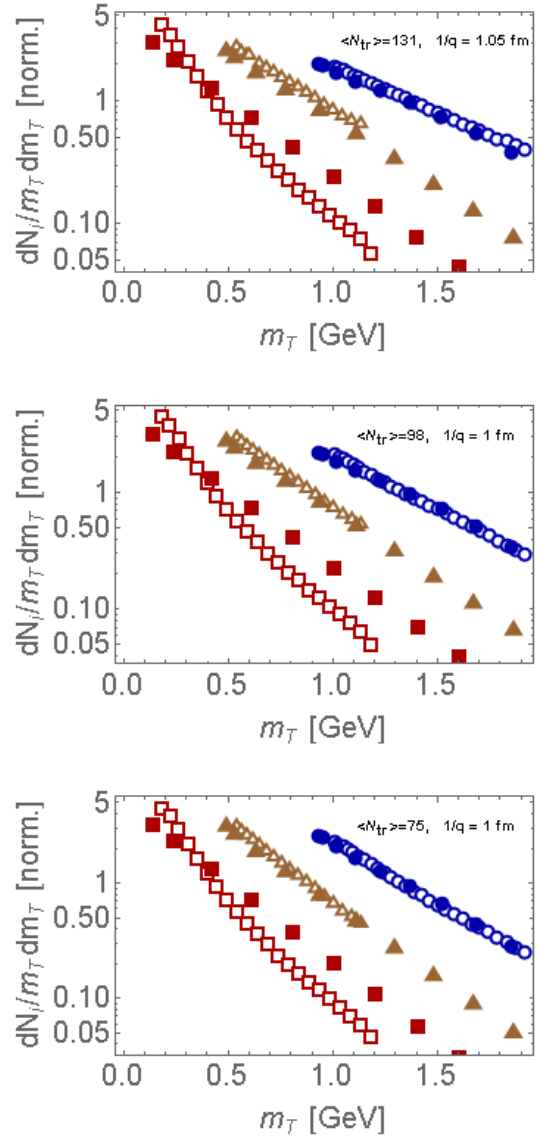 <N_tr>=131, 1/q = 1.05 fm
5
1
0.50
0.10
0.05
dN_i/m_T dm_T [norm.]
0.0 0.5 1.0 1.5
m_T [GeV]
<N_tr>=98, 1/q = 1 fm
5
1
0.50
0.10
0.05
dN_i/m_T dm_T [norm.]
0.0 0.5 1.0 1.5
m_T [GeV]
<N_tr>=75, 1/q = 1 fm
5
1
0.50
0.10
0.05
dN_i/m_T dm_T [norm.]
0.0 0.5 1.0 1.5
m_T [GeV]